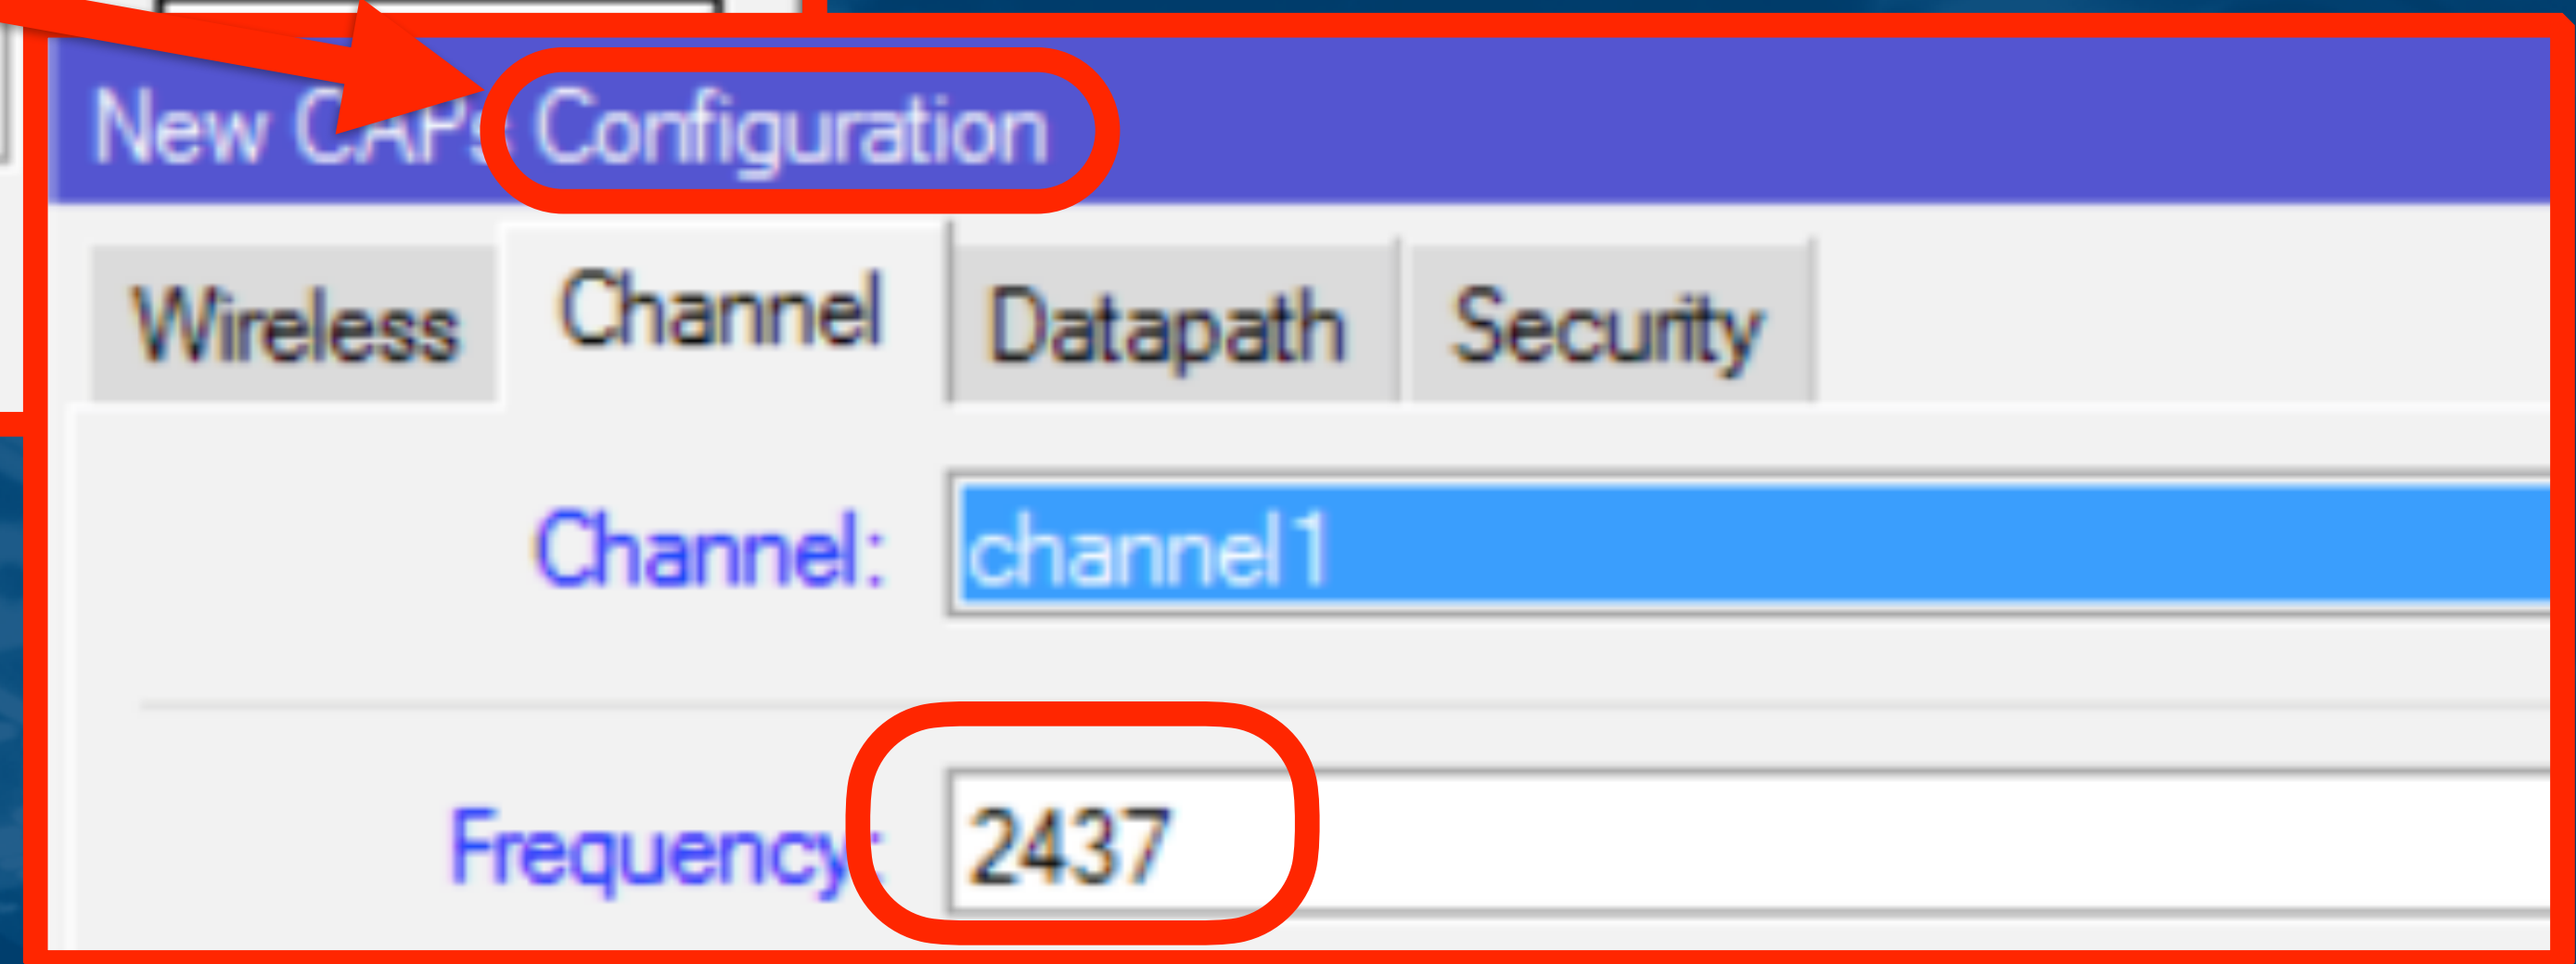 New CAPs Configuration
Wireless Channel Datapath Security
Channel: channel1
Frequency: 2437